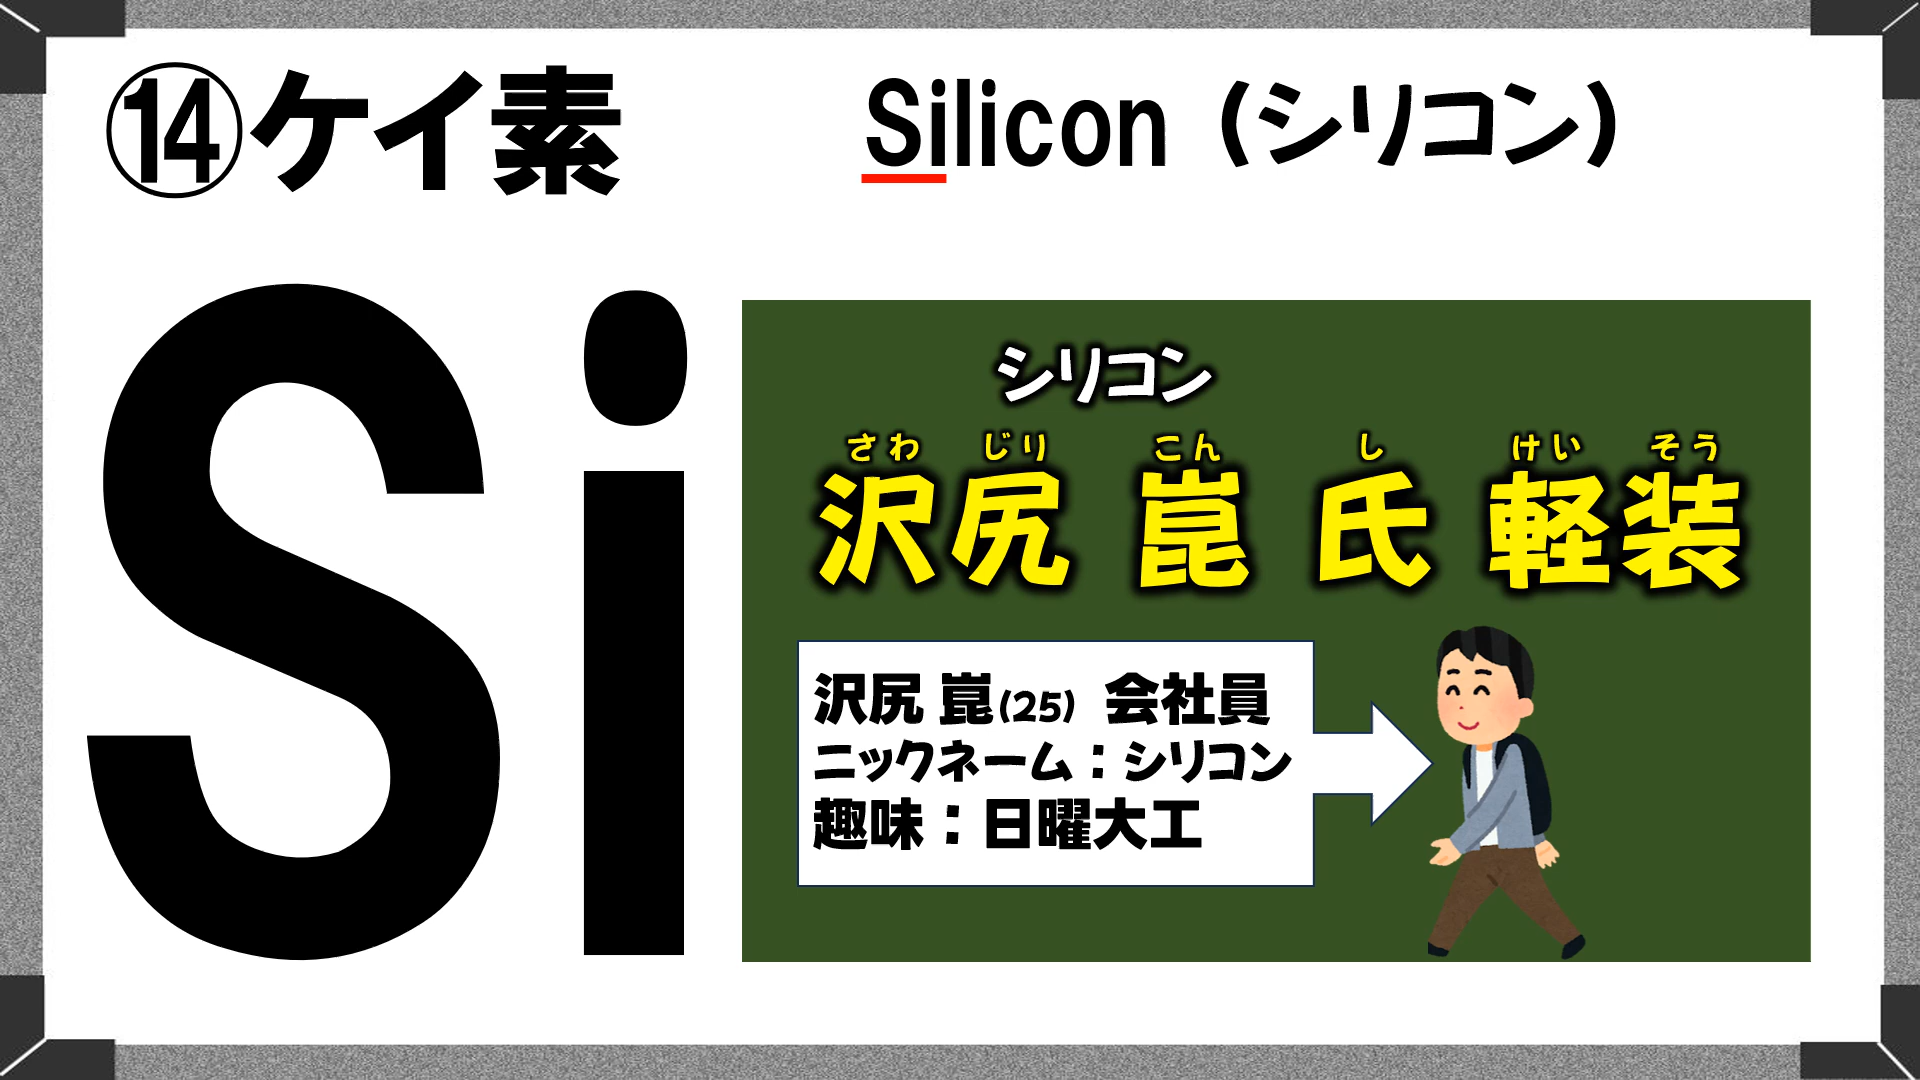 ⑭ケイ素
Silicon（シリコン）
Si
シリコン
さわ じり こん し けい そう
沢尻 崑 氏 軽装
沢尻 崑(25) 会社員
ニックネーム：シリコン
趣味：日曜大工